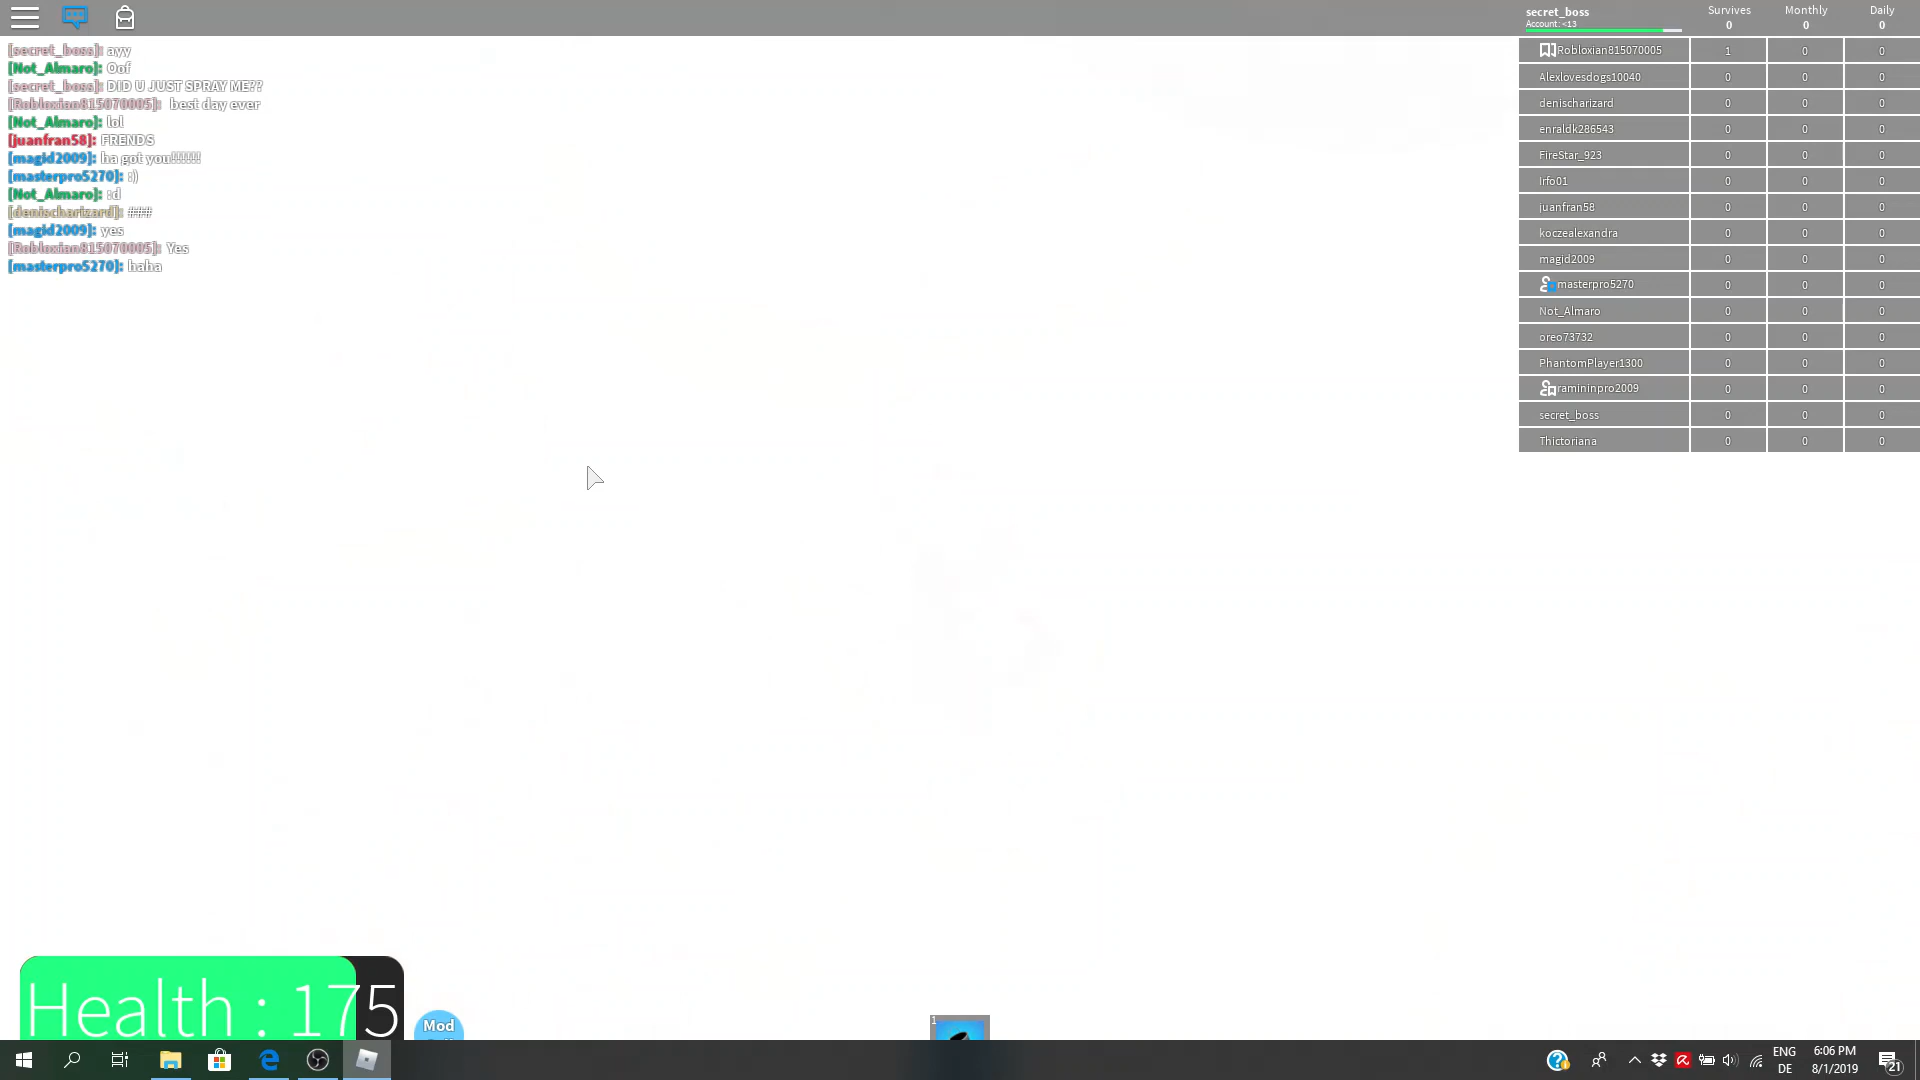 secret_boss Survives Monthly Daily
Account: <13 0 0 0
[secret_boss]: ayy
[Not_Almaro]: Oof
[secret_boss]: DID U JUST SPRAY ME??
[Robloxian815070005]: best day ever
[Not_Almaro]: lol
[juanfran58]: FRENDS
[magid2009]: ha got you!!!!!!
[masterpro5270]: :)
[Not_Almaro]: :d
[denischarizard]: ###
[magid2009]: yes
[Robloxian815070005]: Yes
[masterpro5270]: haha
Robloxian815070005 1 0 0
Alexlovesdogs10040 0 0 0
denischarizard 0 0 0
enraldk286543 0 0 0
FireStar_923 0 0 0
Irfo01 0 0 0
juanfran58 0 0 0
koczealexandra 0 0 0
magid2009 0 0 0
masterpro5270 0 0 0
Not_Almaro 0 0 0
oreo73732 0 0 0
PhantomPlayer1300 0 0 0
ramininpro2009 0 0 0
secret_boss 0 0 0
Thictoriana 0 0 0
Health : 175
Mod
1
ENG 6:06 PM
DE 8/1/2019
21